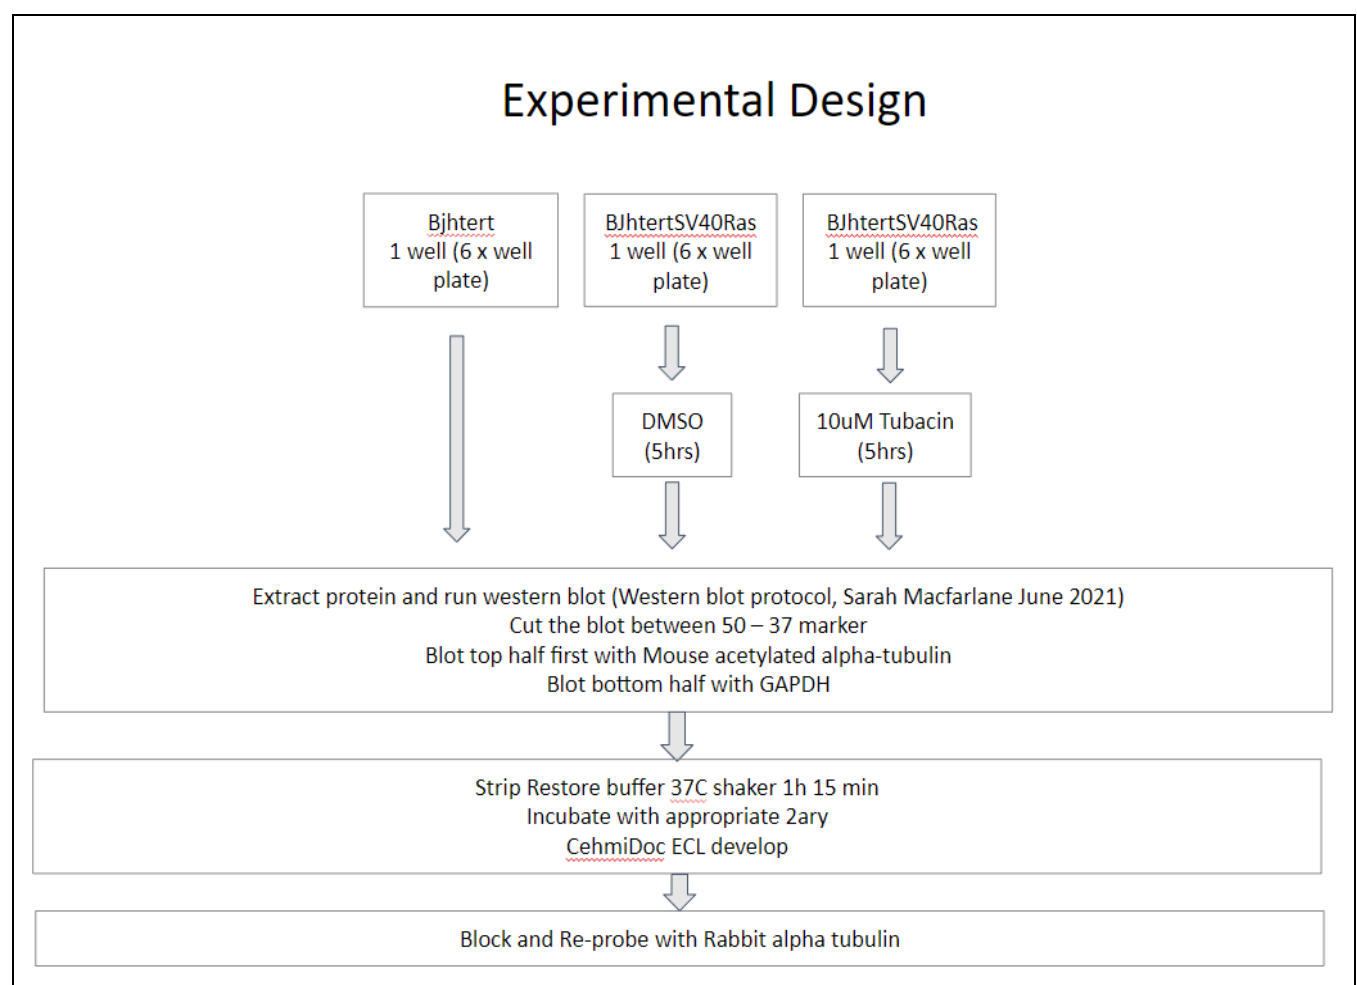 Experimental Design
Bjhtert
1 well (6 x well
plate)
BJhtertSV40Ras
1 well (6 x well
plate)
BJhtertSV40Ras
1 well (6 x well
plate)
DMSO
(5hrs)
10uM Tubacin
(5hrs)
Extract protein and run western blot (Western blot protocol, Sarah Macfarlane June 2021)
Cut the blot between 50 – 37 marker
Blot top half first with Mouse acetylated alpha-tubulin
Blot bottom half with GAPDH
Strip Restore buffer 37C shaker 1h 15 min
Incubate with appropriate 2ary
CehmiDoc ECL develop
Block and Re-probe with Rabbit alpha tubulin